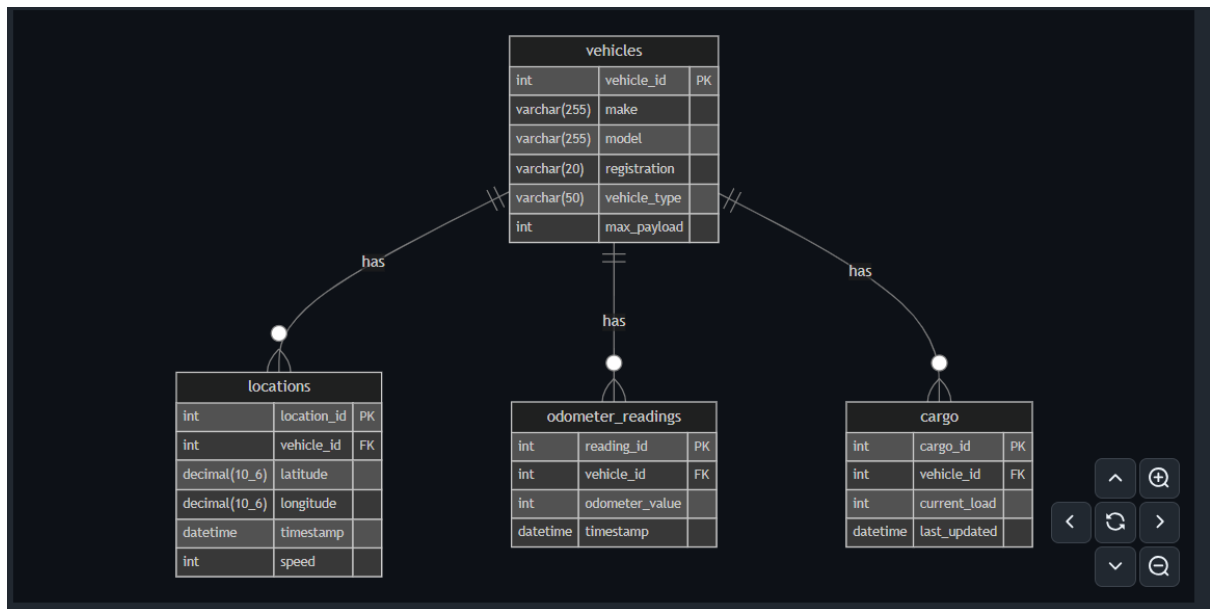 vehicles
int vehicle_id PK
varchar(255) make
varchar(255) model
varchar(20) registration
varchar(50) vehicle_type
int max_payload
has
has
has
locations
int location_id PK
int vehicle_id FK
decimal(10_6) latitude
decimal(10_6) longitude
datetime timestamp
int speed
odometer_readings
int reading_id PK
int vehicle_id FK
int odometer_value
datetime timestamp
cargo
int cargo_id PK
int vehicle_id FK
int current_load
datetime last_updated